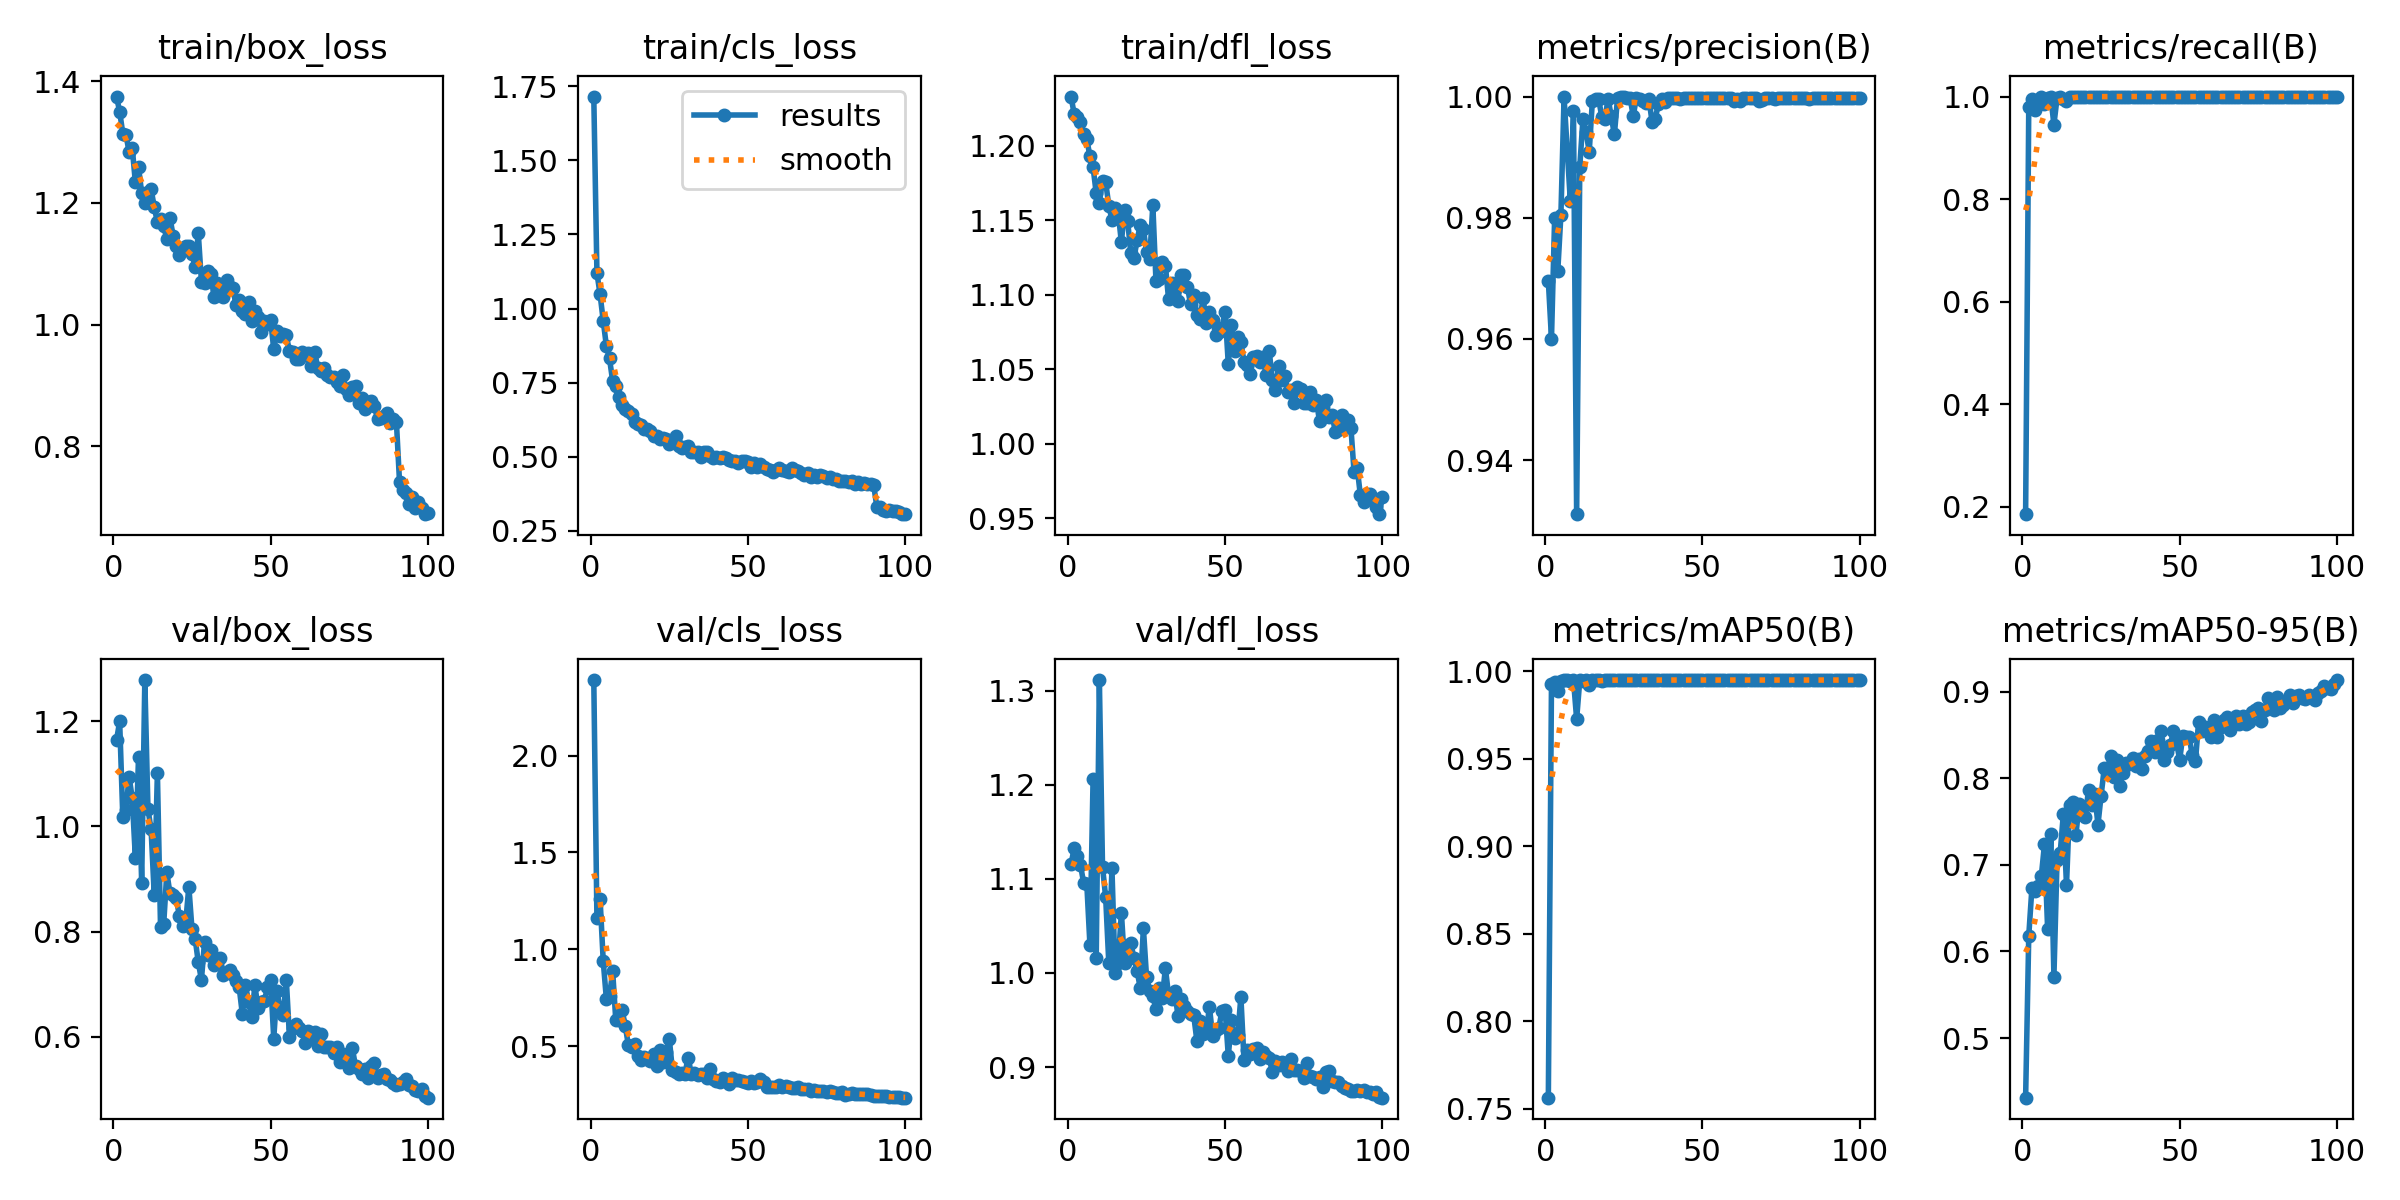 train/box_loss
1.4
1.2
1.0
0.8
0 50 100
train/cls_loss
results
smooth
1.75
1.50
1.25
1.00
0.75
0.50
0.25
0 50 100
train/dfl_loss
1.20
1.15
1.10
1.05
1.00
0.95
0 50 100
metrics/precision(B)
1.00
0.98
0.96
0.94
0 50 100
metrics/recall(B)
1.0
0.8
0.6
0.4
0.2
0 50 100
val/box_loss
1.2
1.0
0.8
0.6
0 50 100
val/cls_loss
2.0
1.5
1.0
0.5
0 50 100
val/dfl_loss
1.3
1.2
1.1
1.0
0.9
0 50 100
metrics/mAP50(B)
1.00
0.95
0.90
0.85
0.80
0.75
0 50 100
metrics/mAP50-95(B)
0.9
0.8
0.7
0.6
0.5
0 50 100